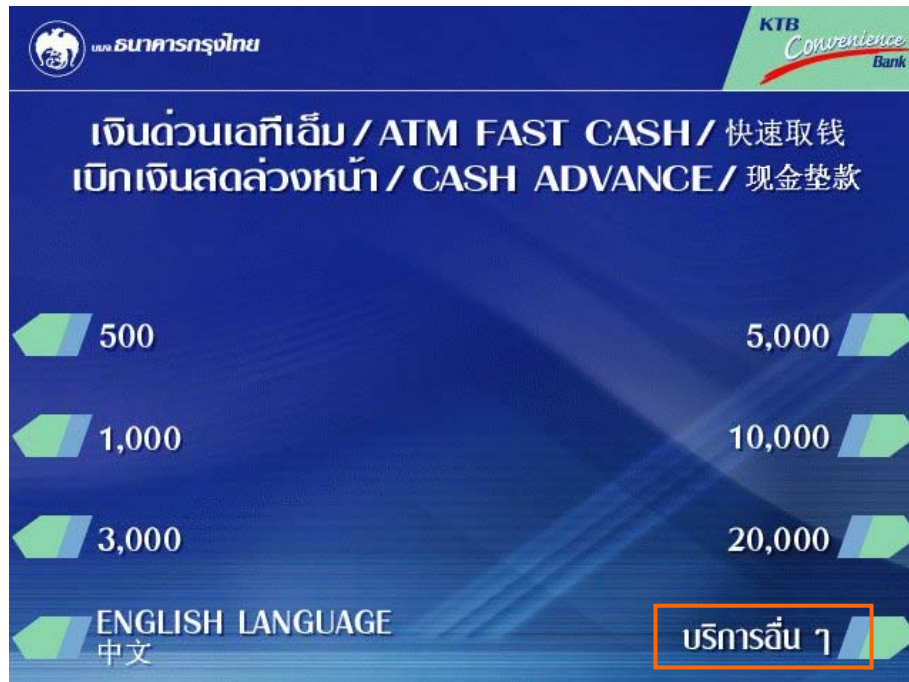 บมจ.ธนาคารกรุงไทย
KTB
Convenience
Bank
เงินด่วนเอทีเอ็ม / ATM FAST CASH / 快速取钱
เบิกเงินสดล่วงหน้า / CASH ADVANCE / 现金垫款
500
5,000
1,000
10,000
3,000
20,000
ENGLISH LANGUAGE
中文
บริการอื่น ๆ